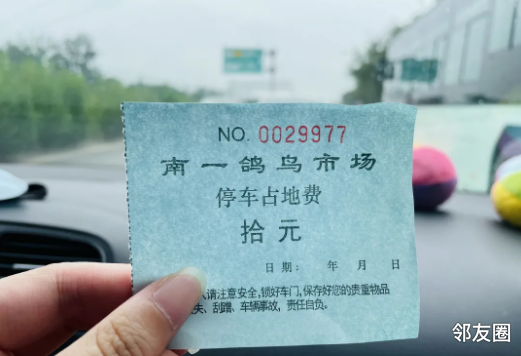 NO. 0029977
南一鸽鸟市场
停车占地费
拾元
日期: 年 月 日
人请注意安全,锁好车门,保存好您的贵重物品
失、刮蹭、车辆事故,责任自负。
邻友圈